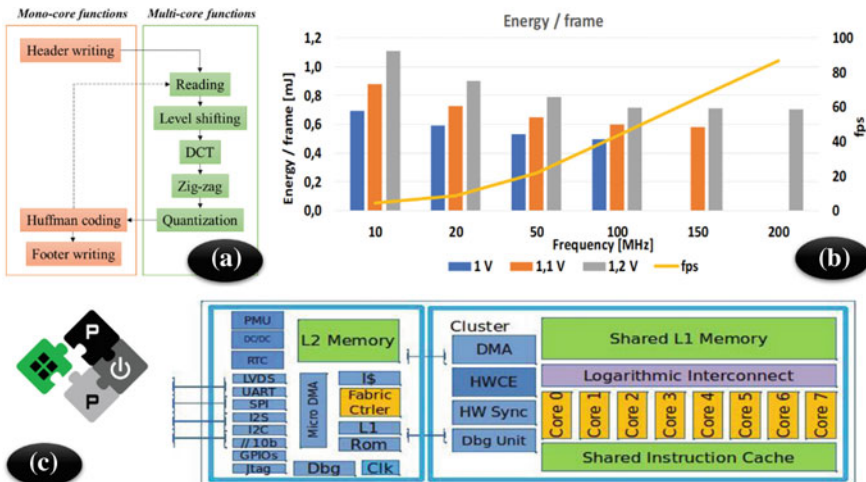 Mono-core functions
Multi-core functions
Header writing
Reading
Level shifting
DCT
Zig-zag
Huffman coding
Quantization
Footer writing
(a)
Energy / frame
Energy / frame [mJ]
1,2
1,0
0,8
0,6
0,4
0,2
0,0
100
80
60
40
20
0
fps
10
20
50
100
150
200
Frequency [MHz]
1 V
1,1 V
1,2 V
fps
(b)
P
P
(c)
PMU
DC/DC
RTC
LVDS
UART
SPI
I2S
I2C
// 10b
GPIOs
Jtag
L2 Memory
Micro DMA
I$
Fabric
Ctrler
L1
Rom
Dbg
Clk
Cluster
DMA
HWCE
HW Sync
Dbg Unit
Shared L1 Memory
Logarithmic Interconnect
Core 0
Core 1
Core 2
Core 3
Core 4
Core 5
Core 6
Core 7
Shared Instruction Cache